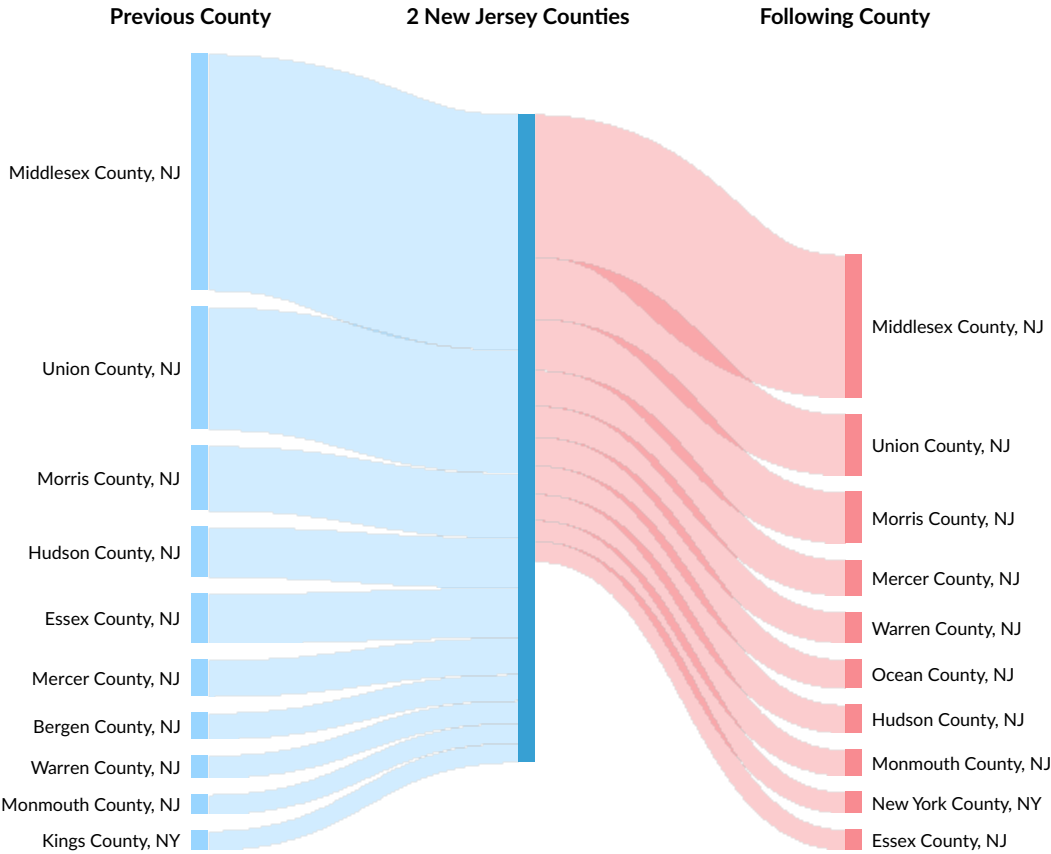 Previous County
2 New Jersey Counties
Following County
Middlesex County, NJ
Union County, NJ
Morris County, NJ
Hudson County, NJ
Essex County, NJ
Mercer County, NJ
Bergen County, NJ
Warren County, NJ
Monmouth County, NJ
Kings County, NY
Middlesex County, NJ
Union County, NJ
Morris County, NJ
Mercer County, NJ
Warren County, NJ
Ocean County, NJ
Hudson County, NJ
Monmouth County, NJ
New York County, NY
Essex County, NJ